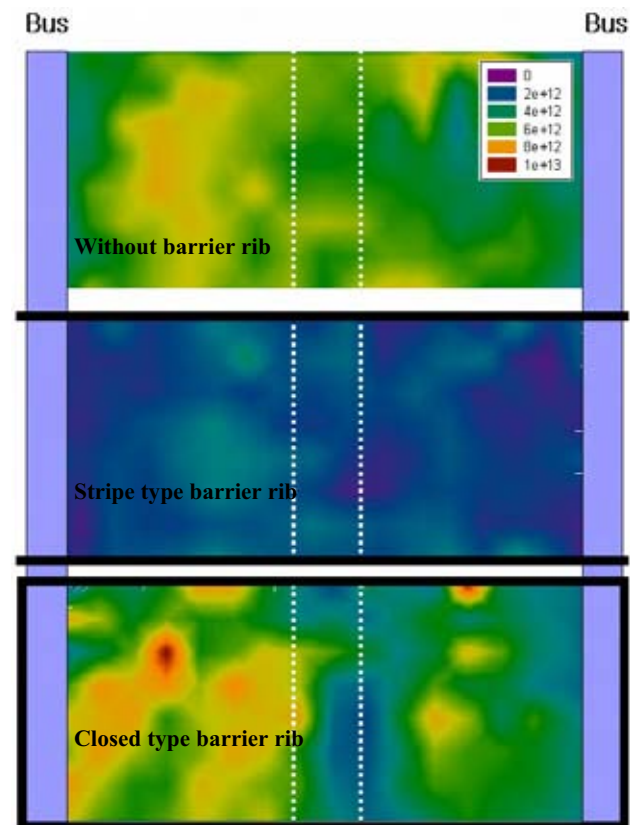 Bus Bus
0
2e+12
4e+12
6e+12
8e+12
1e+13
Without barrier rib
Stripe type barrier rib
Closed type barrier rib